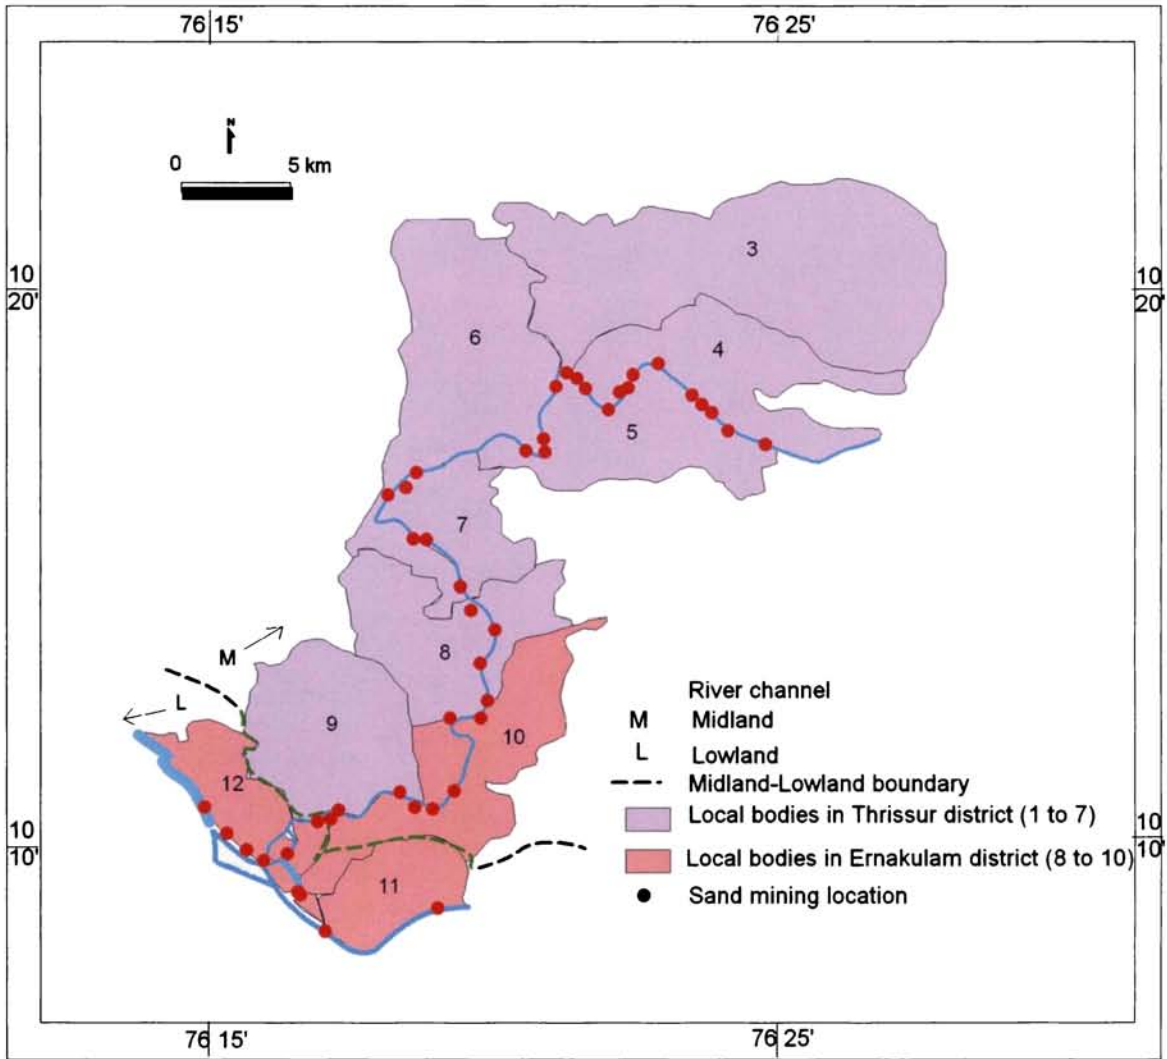 76 15' 76 25'
N
0 5 km
3
10
20'
10
20'
6
4
5
7
8
M
L
9
10
12
River channel
M Midland
L Lowland
Midland-Lowland boundary
Local bodies in Thrissur district (1 to 7)
10
10'
10
10'
Local bodies in Ernakulam district (8 to 10)
11
Sand mining location
76 15' 76 25'